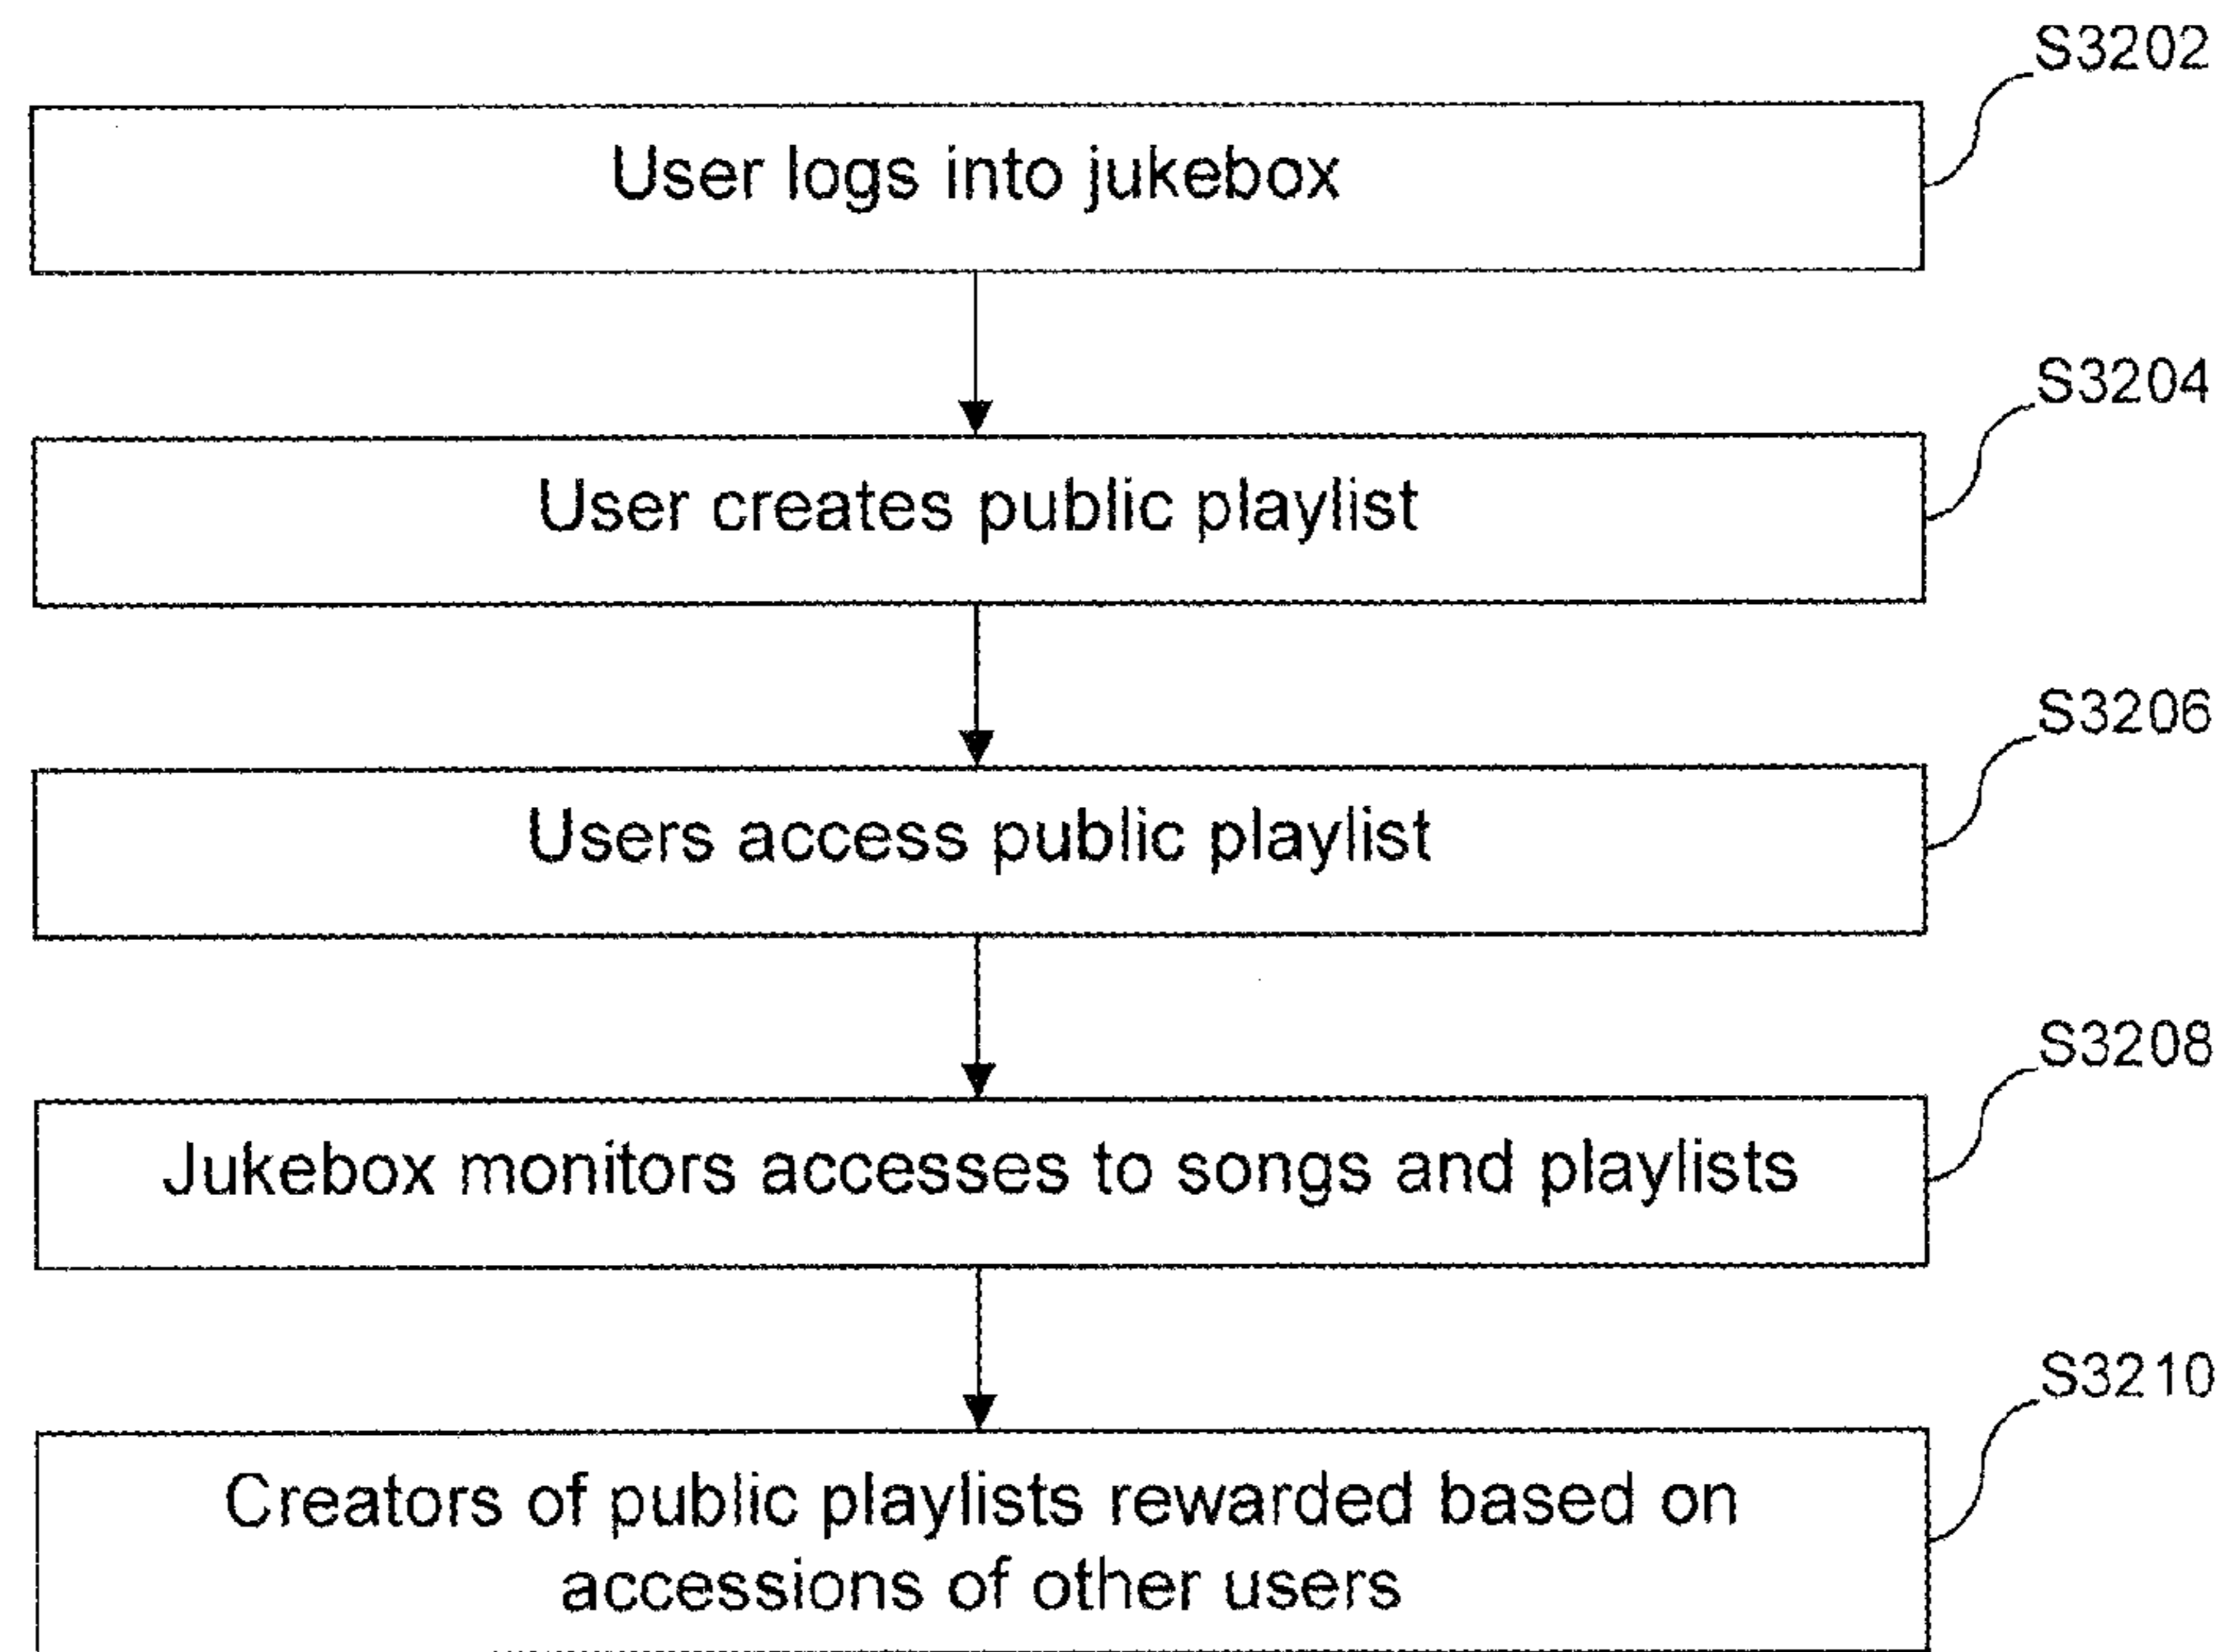 S3202
User logs into jukebox
S3204
User creates public playlist
S3206
Users access public playlist
S3208
Jukebox monitors accesses to songs and playlists
S3210
Creators of public playlists rewarded based on
accessions of other users